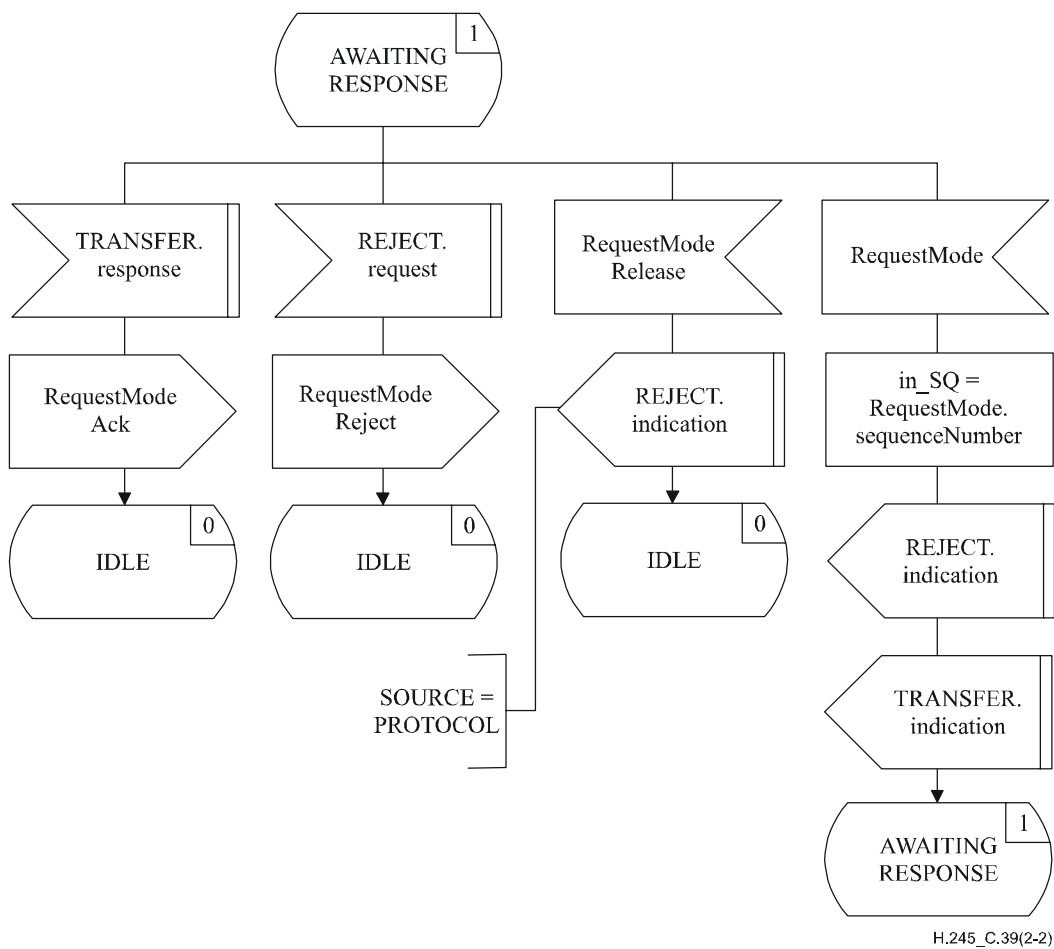 1
AWAITING
RESPONSE
TRANSFER.
response
REJECT.
request
RequestMode
Release
RequestMode
RequestMode
Ack
RequestMode
Reject
REJECT.
indication
in_SQ =
RequestMode.
sequenceNumber
0
IDLE
0
IDLE
0
IDLE
REJECT.
indication
SOURCE =
PROTOCOL
TRANSFER.
indication
1
AWAITING
RESPONSE
H.245_C.39(2-2)